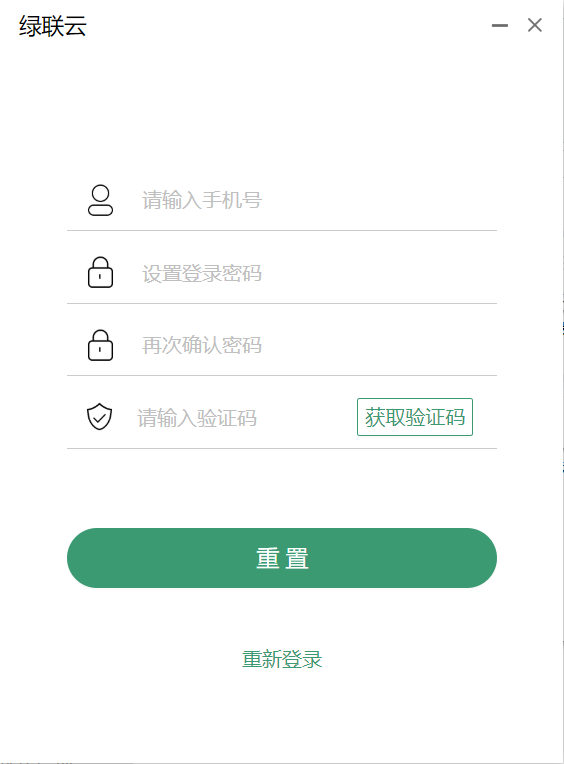 绿联云
请输入手机号
设置登录密码
再次确认密码
请输入验证码 获取验证码
重置
重新登录